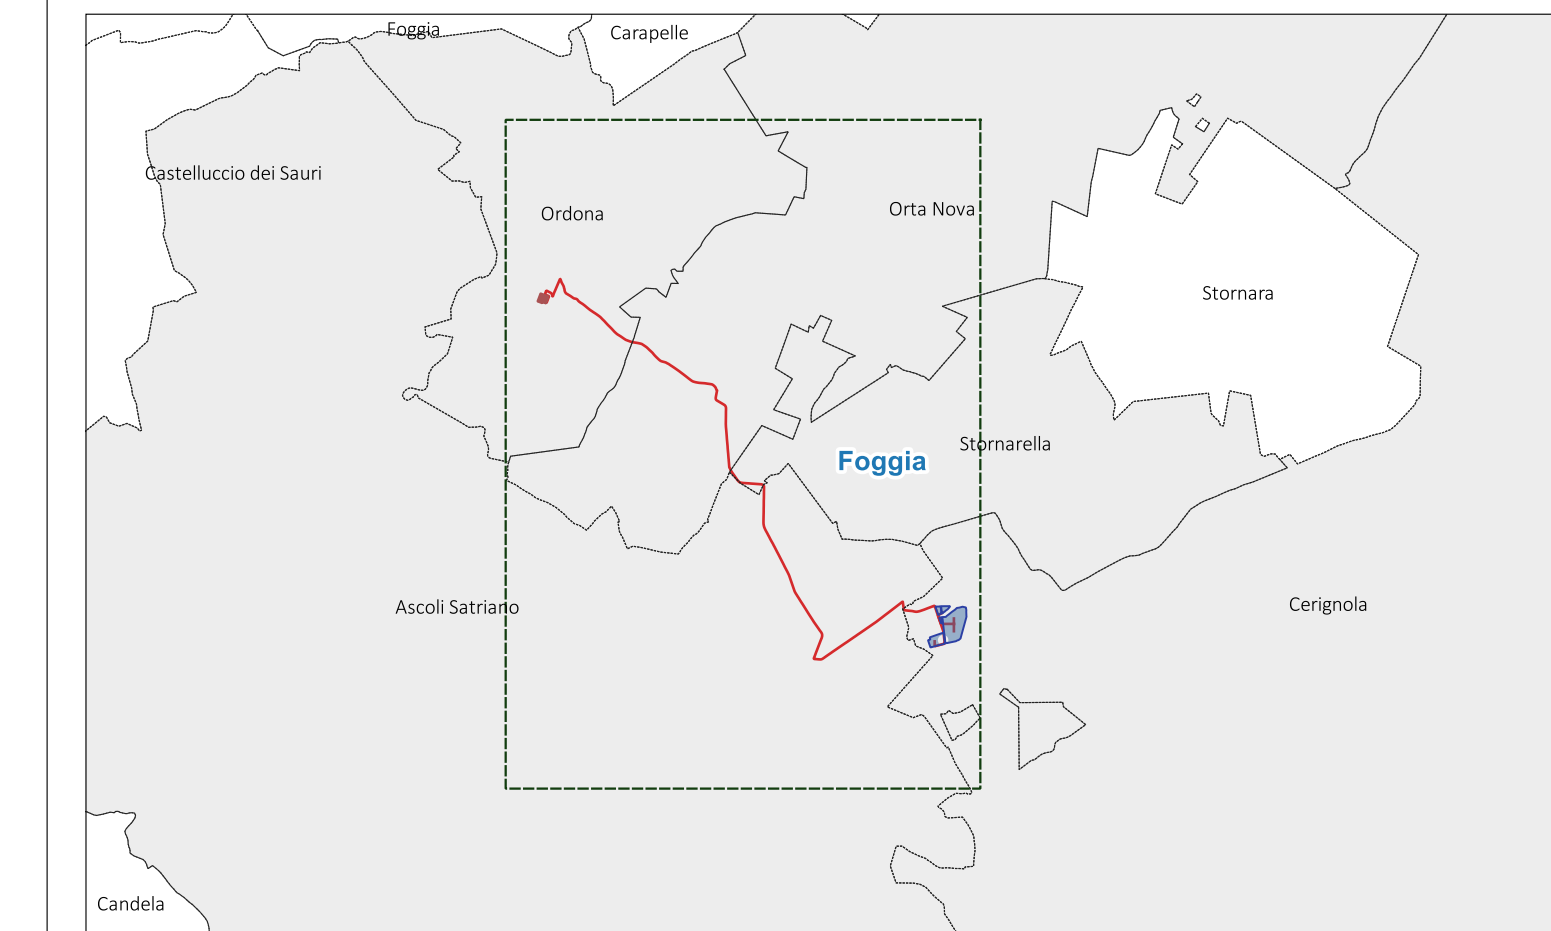 Foggia
Carapelle
Castelluccio dei Sauri
Ordona
Orta Nova
Stornara
Stornarella
Foggia
Ascoli Satriano
Cerignola
Candela